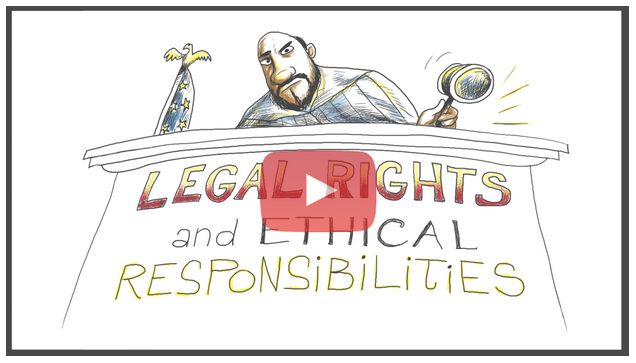 LEGAL RIGHTS
and ETHICAL
RESPONSiBiLiTiES